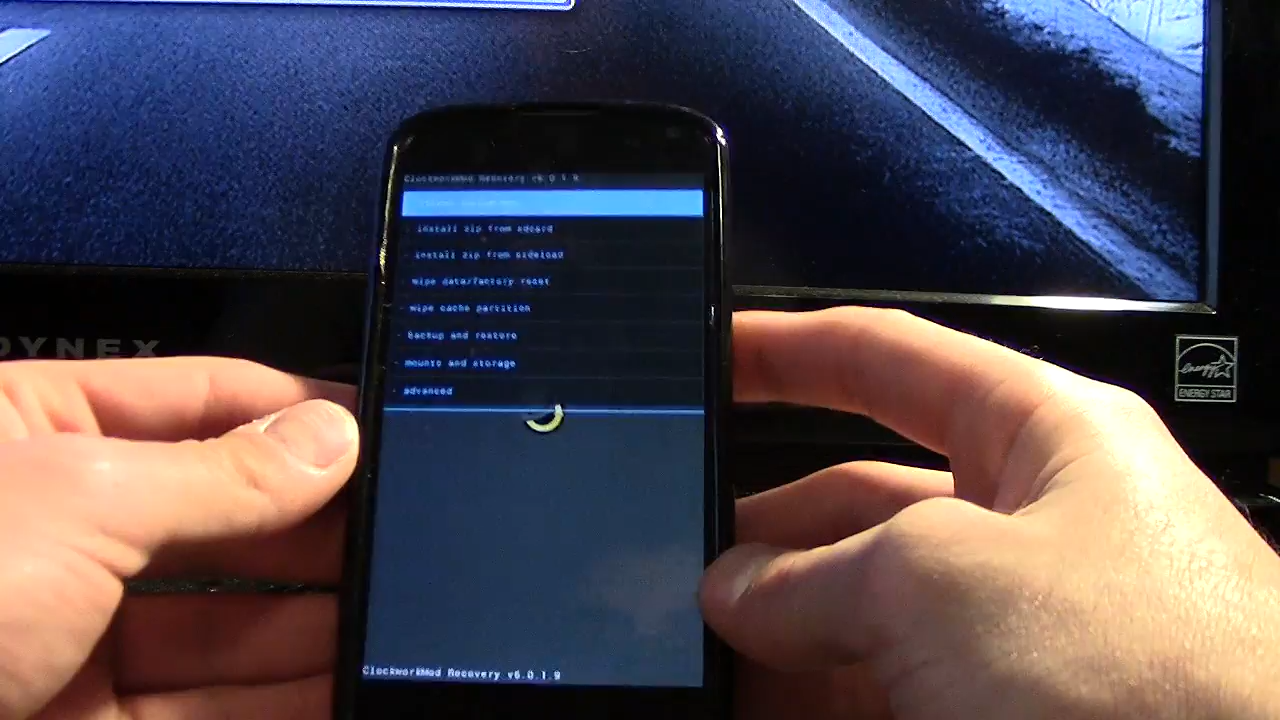 ClockworkMod Recovery v6.0.1.9
- install zip from sdcard
- install zip from sideload
- wipe data/factory reset
- wipe cache partition
- backup and restore
- mounts and storage
- advanced
DYNEX
energy
ENERGY STAR
ClockworkMod Recovery v6.0.1.9